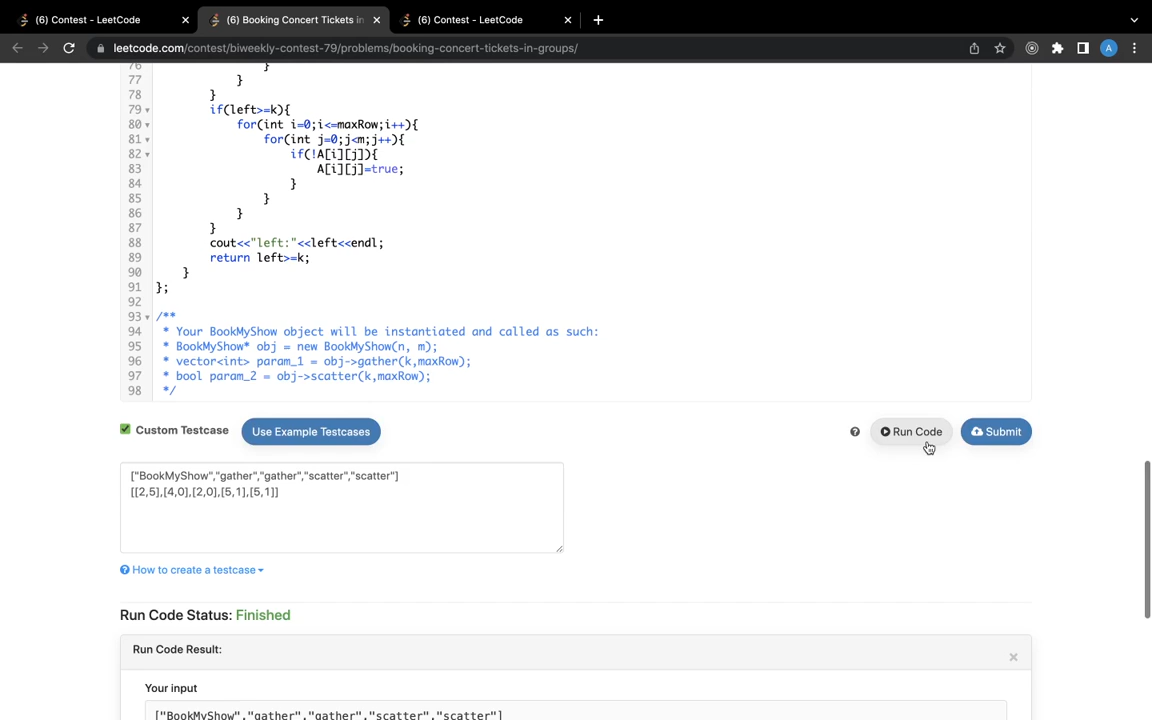 (6) Contest - LeetCode
(6) Booking Concert Tickets in
(6) Contest - LeetCode
leetcode.com/contest/biweekly-contest-79/problems/booking-concert-tickets-in-groups/
A
76 }
77 }
78 }
79 if(left>=k){
80 for(int i=0;i<=maxRow;i++){
81 for(int j=0;j<m;j++){
82 if(!A[i][j]){
83 A[i][j]=true;
84 }
85 }
86 }
87 }
88 cout<<"left:"<<left<<endl;
89 return left>=k;
90 }
91 };
92
93 /**
94 * Your BookMyShow object will be instantiated and called as such:
95 * BookMyShow* obj = new BookMyShow(n, m);
96 * vector<int> param_1 = obj->gather(k,maxRow);
97 * bool param_2 = obj->scatter(k,maxRow);
98 */
Custom Testcase
Use Example Testcases
Run Code
Submit
["BookMyShow","gather","gather","scatter","scatter"]
[[2,5],[4,0],[2,0],[5,1],[5,1]]
How to create a testcase
Run Code Status: Finished
Run Code Result:
Your input
["BookMyShow","gather","gather","scatter","scatter"]